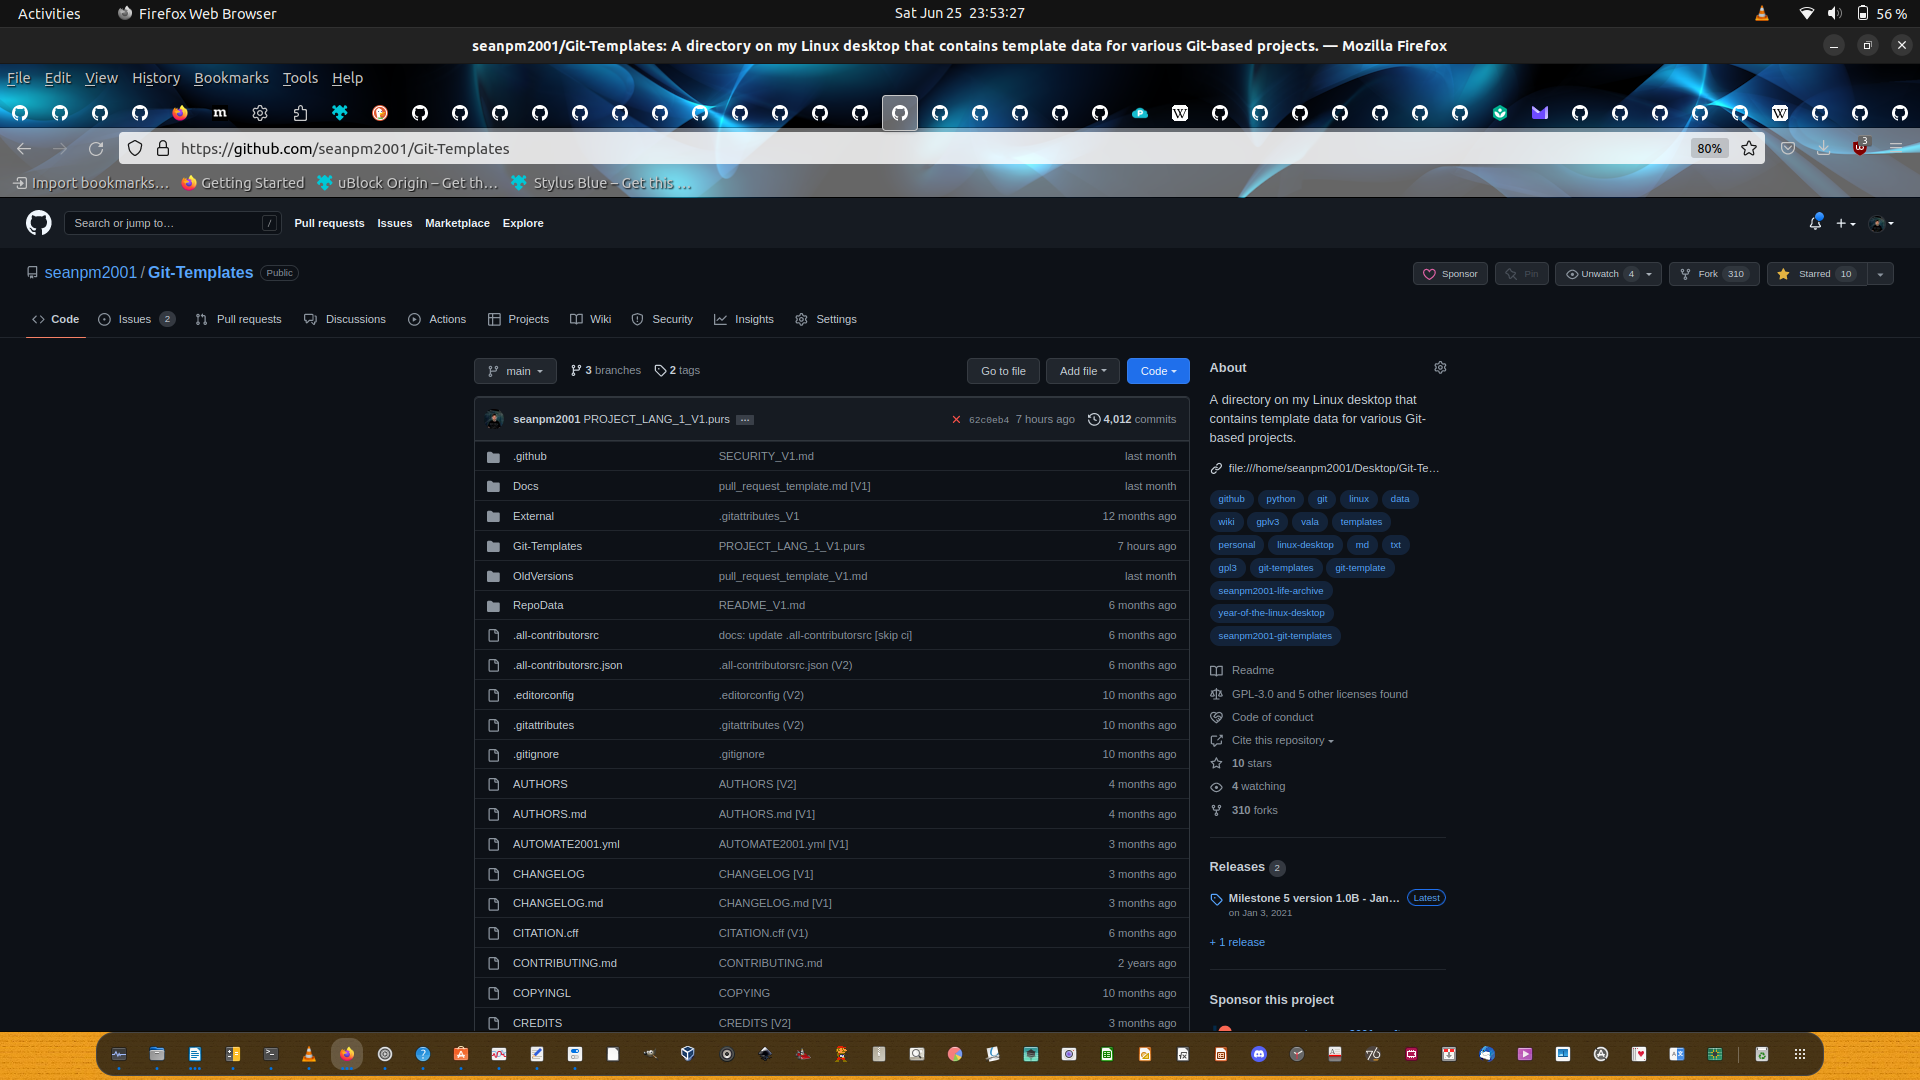 Activities Firefox Web Browser Sat Jun 25 23:53:27 56 %
seanpm2001/Git-Templates: A directory on my Linux desktop that contains template data for various Git-based projects. — Mozilla Firefox
File Edit View History Bookmarks Tools Help
https://github.com/seanpm2001/Git-Templates 80% 3
Import bookmarks… Getting Started uBlock Origin – Get th… Stylus Blue – Get this …
Search or jump to… / Pull requests Issues Marketplace Explore
seanpm2001 / Git-Templates Public Sponsor Pin Unwatch 4 Fork 310 Starred 10
Code Issues 2 Pull requests Discussions Actions Projects Wiki Security Insights Settings
main 3 branches 2 tags Go to file Add file Code
seanpm2001 PROJECT_LANG_1_V1.purs 62c0eb4 7 hours ago 4,012 commits
.github SECURITY_V1.md last month
Docs pull_request_template.md [V1] last month
External .gitattributes_V1 12 months ago
Git-Templates PROJECT_LANG_1_V1.purs 7 hours ago
OldVersions pull_request_template_V1.md last month
RepoData README_V1.md 6 months ago
.all-contributorsrc docs: update .all-contributorsrc [skip ci] 6 months ago
.all-contributorsrc.json .all-contributorsrc.json (V2) 6 months ago
.editorconfig .editorconfig (V2) 10 months ago
.gitattributes .gitattributes (V2) 10 months ago
.gitignore .gitignore 10 months ago
AUTHORS AUTHORS [V2] 4 months ago
AUTHORS.md AUTHORS.md [V1] 4 months ago
AUTOMATE2001.yml AUTOMATE2001.yml [V1] 3 months ago
CHANGELOG CHANGELOG [V1] 3 months ago
CHANGELOG.md CHANGELOG.md [V1] 3 months ago
CITATION.cff CITATION.cff (V1) 6 months ago
CONTRIBUTING.md CONTRIBUTING.md 2 years ago
COPYINGL COPYING 10 months ago
CREDITS CREDITS [V2] 3 months ago
About
A directory on my Linux desktop that
contains template data for various Git-
based projects.
file:///home/seanpm2001/Desktop/Git-Te…
github python git linux data
wiki gplv3 vala templates
personal linux-desktop md txt
gpl3 git-templates git-template
seanpm2001-life-archive
year-of-the-linux-desktop
seanpm2001-git-templates
Readme
GPL-3.0 and 5 other licenses found
Code of conduct
Cite this repository
10 stars
4 watching
310 forks
Releases 2
Milestone 5 version 1.0B - Jan… Latest
on Jan 3, 2021
+ 1 release
Sponsor this project